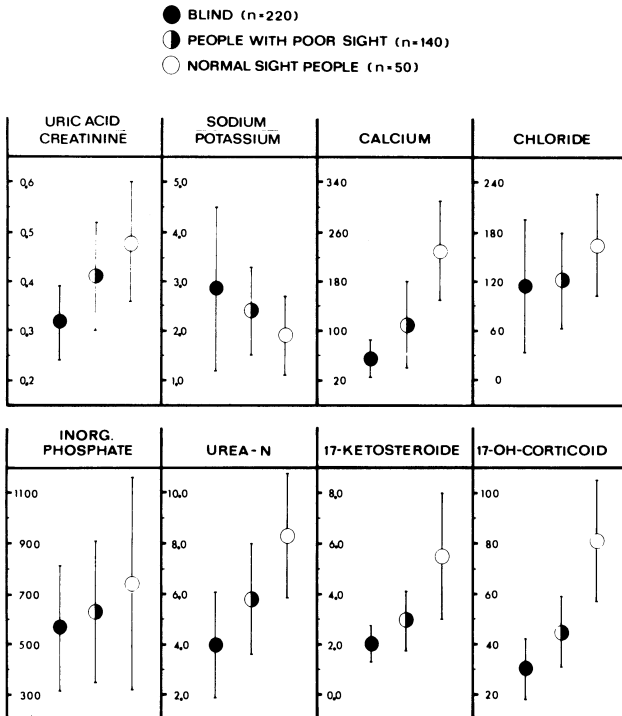 BLIND (n=220)
PEOPLE WITH POOR SIGHT (n=140)
NORMAL SIGHT PEOPLE (n=50)
URIC ACID
CREATININE
SODIUM
POTASSIUM
CALCIUM
CHLORIDE
0,6
0,5
0,4
0,3
0,2
5,0
4,0
3,0
2,0
1,0
340
260
180
100
20
240
180
120
60
0
INORG.
PHOSPHATE
UREA-N
17-KETOSTEROIDE
17-OH-CORTICOID
1100
900
700
500
300
10,0
8,0
6,0
4,0
2,0
8,0
6,0
4,0
2,0
0,0
100
80
60
40
20